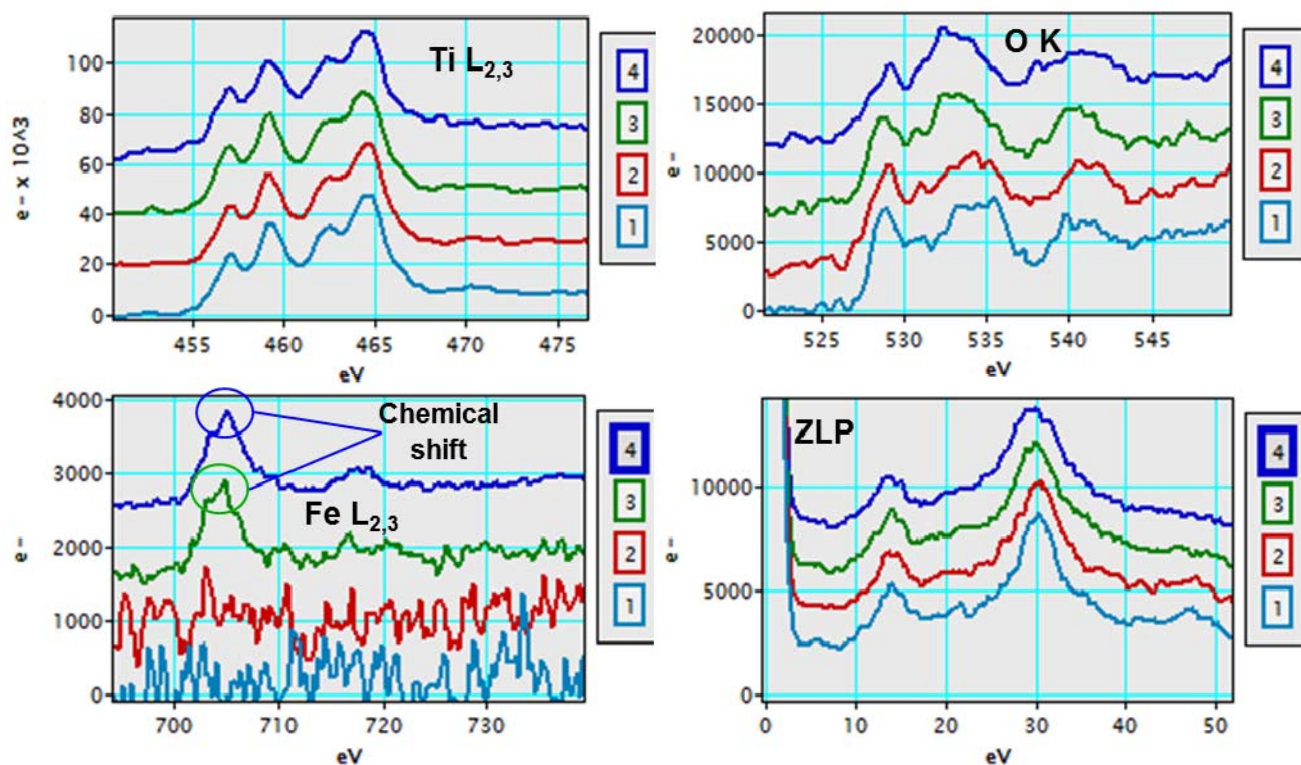 Ti L2,3
e- x 10^3
100
80
60
40
20
0
455 460 465 470 475
eV
4
3
2
1
O K
e-
20000
15000
10000
5000
0
525 530 535 540 545
eV
4
3
2
1
Chemical
shift
Fe L2,3
e-
4000
3000
2000
1000
0
700 710 720 730
eV
4
3
2
1
ZLP
e-
10000
5000
0
0 10 20 30 40 50
eV
4
3
2
1